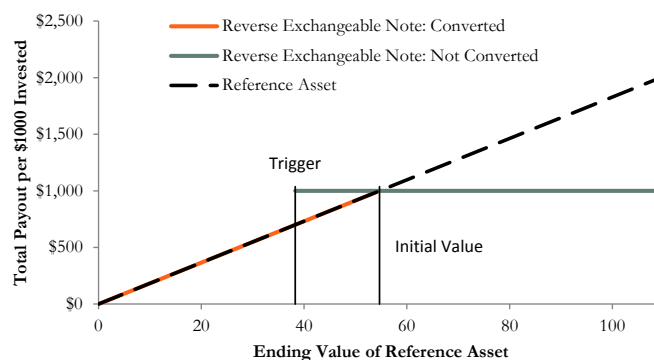 Total Payout per $1000 Invested
$2,500
$2,000
$1,500
$1,000
$500
$0
Reverse Exchangeable Note: Converted
Reverse Exchangeable Note: Not Converted
Reference Asset
Trigger
Initial Value
0 20 40 60 80 100
Ending Value of Reference Asset